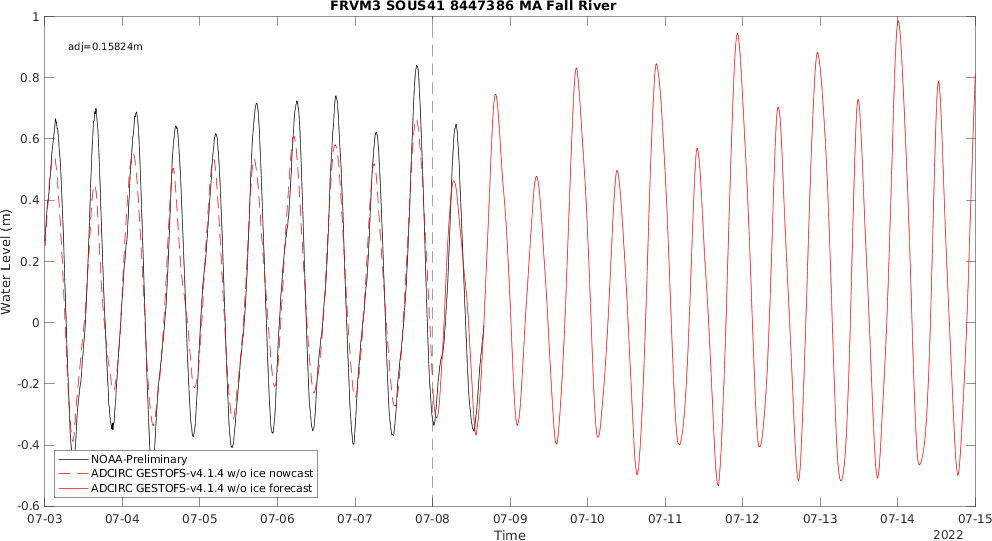 FRVM3 SOUS41 8447386 MA Fall River
adj=0.15824m
Water Level (m)
1
0.8
0.6
0.4
0.2
0
-0.2
-0.4
-0.6
NOAA-Preliminary
ADCIRC GESTOFS-v4.1.4 w/o ice nowcast
ADCIRC GESTOFS-v4.1.4 w/o ice forecast
07-03 07-04 07-05 07-06 07-07 07-08 07-09 07-10 07-11 07-12 07-13 07-14 07-15
Time
2022